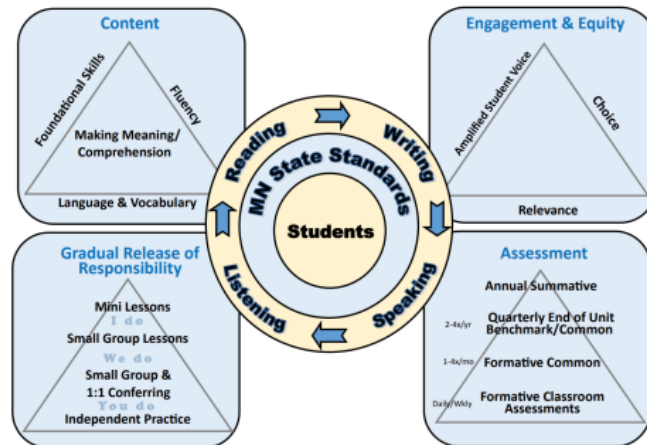 Content
Foundational Skills
Fluency
Making Meaning/
Comprehension
Language & Vocabulary
Engagement & Equity
Amplified Student Voice
Choice
Relevance
Reading
Writing
Speaking
Listening
MN State Standards
Students
Gradual Release of
Responsibility
Mini Lessons
I do
Small Group Lessons
We do
Small Group &
1:1 Conferring
You do
Independent Practice
Assessment
Annual Summative
2-4x/yr
Quarterly End of Unit
Benchmark/Common
1-4x/mo
Formative Common
Daily/Wkly
Formative Classroom
Assessments